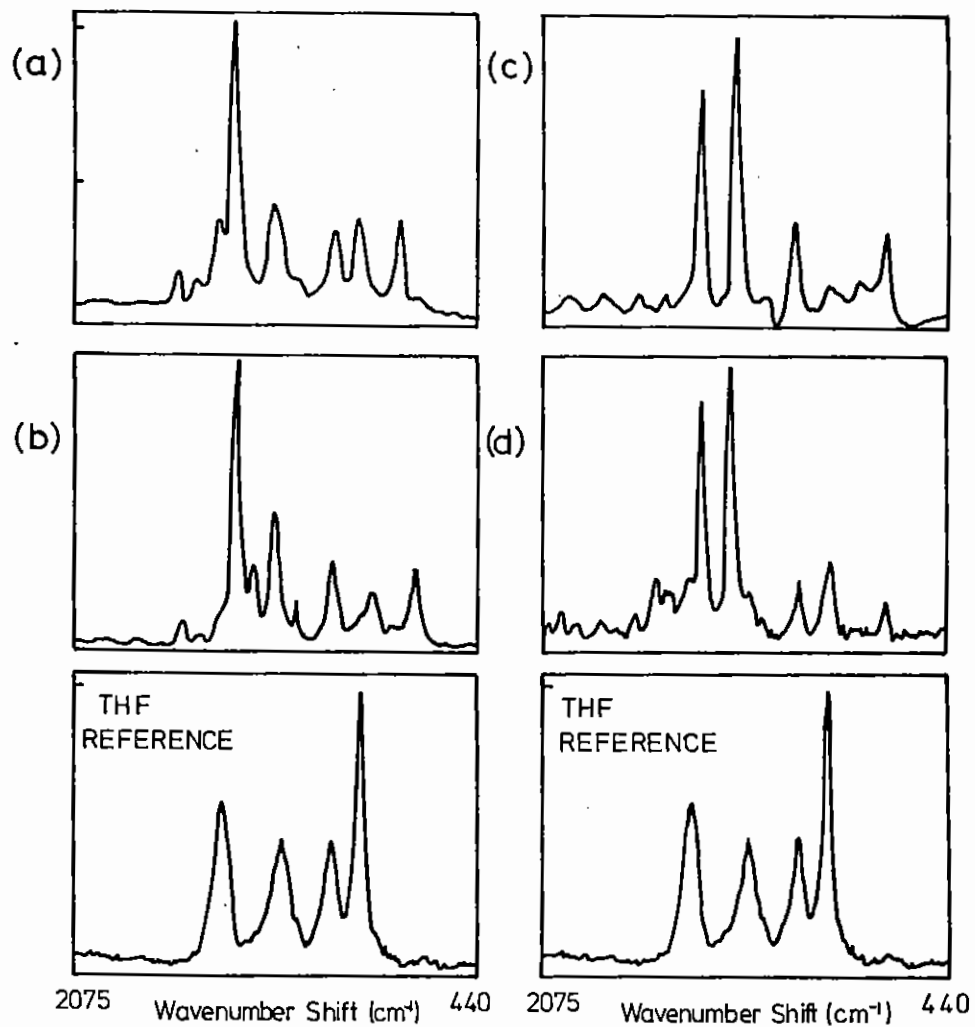 (a)
(c)
(b)
(d)
THF
REFERENCE
THF
REFERENCE
2075 Wavenumber Shift (cm⁻¹) 440
2075 Wavenumber Shift (cm⁻¹) 440